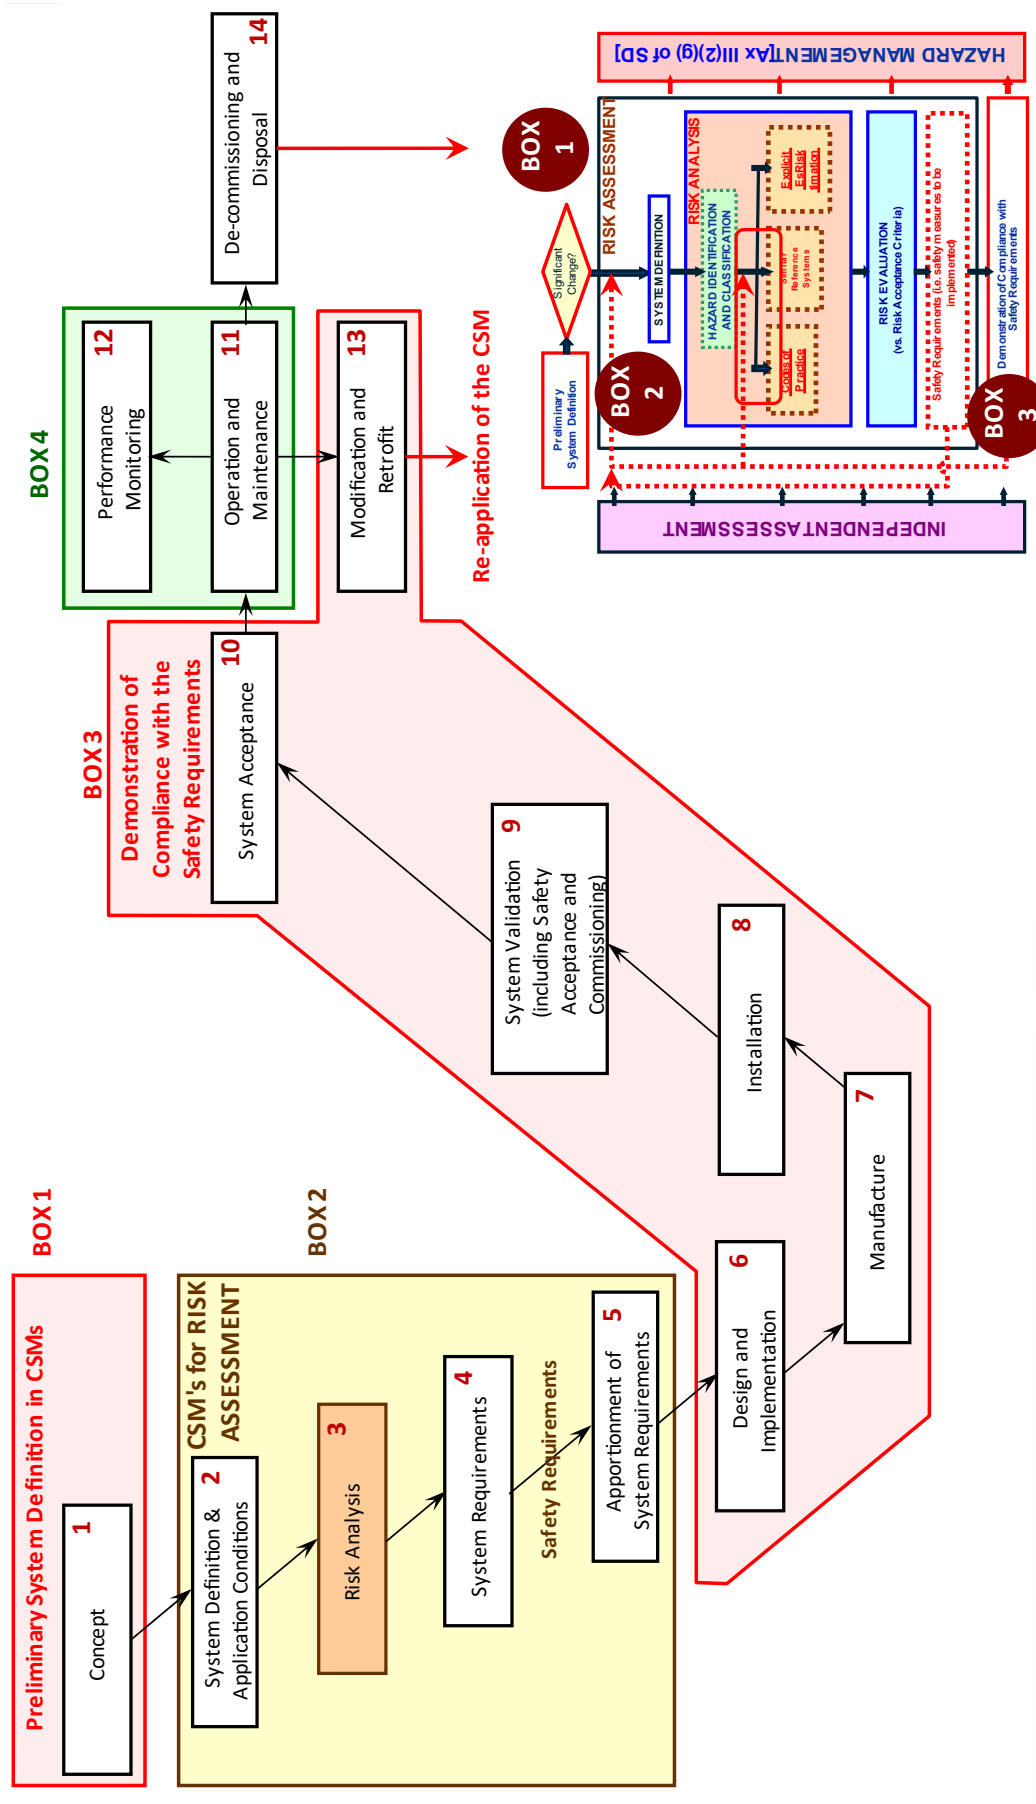 BOX 1
Preliminary System Definition in CSMs
1
Concept
BOX 2
CSM's for RISK
ASSESSMENT
2
System Definition &
Application Conditions
3
Risk Analysis
4
System Requirements
Safety Requirements
5
Apportionment of
System Requirements
6
Design and
Implementation
7
Manufacture
8
Installation
9
System Validation
(including Safety
Acceptance and
Commissioning)
BOX 3
Demonstration of
Compliance with the
Safety Requirements
10
System Acceptance
BOX 4
11
Operation and
Maintenance
12
Performance
Monitoring
13
Modification and
Retrofit
14
De-commissioning and
Disposal
Re-application of the CSM
BOX
1
Significant
Change?
Preliminary
System Definition
BOX
2
RISK ASSESSMENT
SYSTEM DEFINITION
RISK ANALYSIS
HAZARD IDENTIFICATION
AND CLASSIFICATION
Codes of
Practice
Similar
Reference
Systems
Explicit
EsRisk
timation
RISK EVALUATION
(vs. Risk Acceptance Criteria)
Safety Requirements (i.e. safety measures to be
implemented)
Demonstration of Compliance with
Safety Requirements
BOX
3
INDEPENDENT ASSESSMENT
HAZARD MANAGEMENT [Ax III(2)(g) of SD]